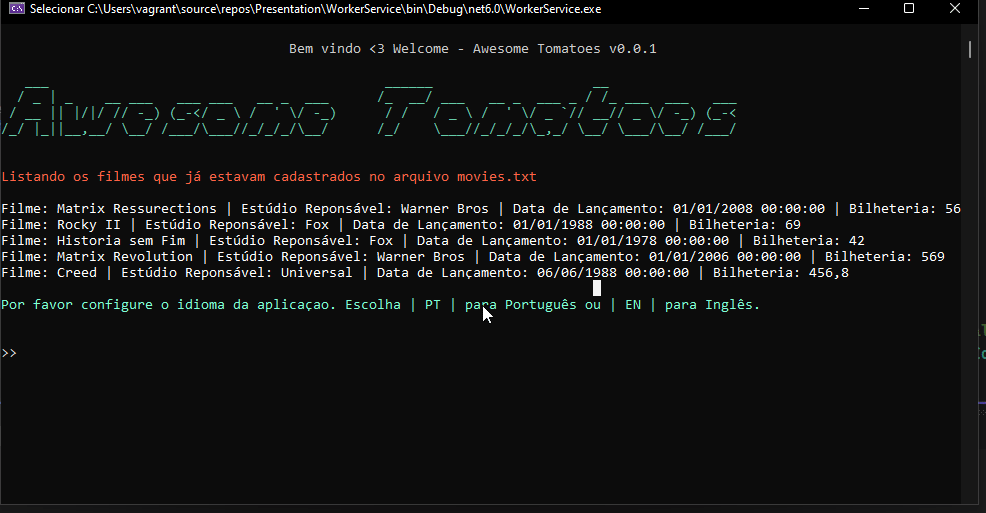 Selecionar C:\Users\vagrant\source\repos\Presentation\WorkerService\bin\Debug\net6.0\WorkerService.exe
Bem vindo <3 Welcome - Awesome Tomatoes v0.0.1
Awesome Tomatoes
Listando os filmes que já estavam cadastrados no arquivo movies.txt
Filme: Matrix Ressurections | Estúdio Reponsável: Warner Bros | Data de Lançamento: 01/01/2008 00:00:00 | Bilheteria: 56
Filme: Rocky II | Estúdio Reponsável: Fox | Data de Lançamento: 01/01/1988 00:00:00 | Bilheteria: 69
Filme: Historia sem Fim | Estúdio Reponsável: Fox | Data de Lançamento: 01/01/1978 00:00:00 | Bilheteria: 42
Filme: Matrix Revolution | Estúdio Reponsável: Warner Bros | Data de Lançamento: 01/01/2006 00:00:00 | Bilheteria: 569
Filme: Creed | Estúdio Reponsável: Universal | Data de Lançamento: 06/06/1988 00:00:00 | Bilheteria: 456,8
Por favor configure o idioma da aplicaçao. Escolha | PT | para Português ou | EN | para Inglês.
>>